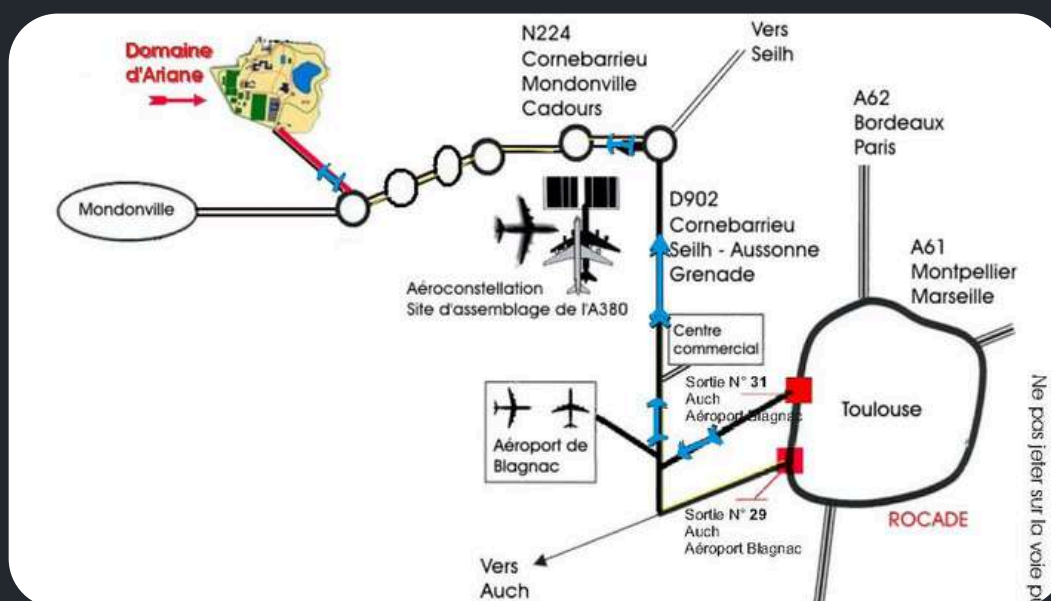 Domaine
d'Ariane
N224
Cornebarrieu
Mondonville
Cadours
Vers
Seilh
A62
Bordeaux
Paris
Mondonville
D902
Cornebarrieu
Seilh - Aussonne
Grenade
A61
Montpellier
Marseille
Aéroconstellation
Site d'assemblage de l'A380
Centre
commercial
Sortie N° 31
Auch
Aéroport Blagnac
Toulouse
Aéroport de
Blagnac
Sortie N° 29
Auch
Aéroport Blagnac
ROCADE
Vers
Auch
Ne pas jeter sur la voie